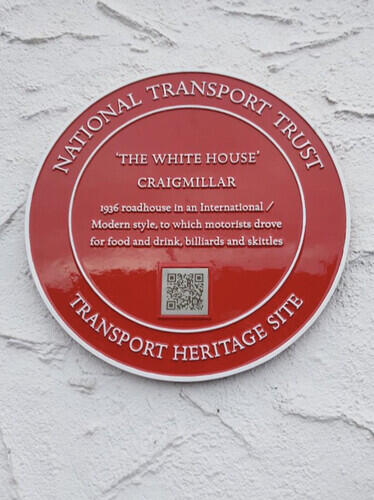 NATIONAL TRANSPORT TRUST
'THE WHITE HOUSE'
CRAIGMILLAR
1936 roadhouse in an International /
Modern style, to which motorists drove
for food and drink, billiards and skittles
TRANSPORT HERITAGE SITE